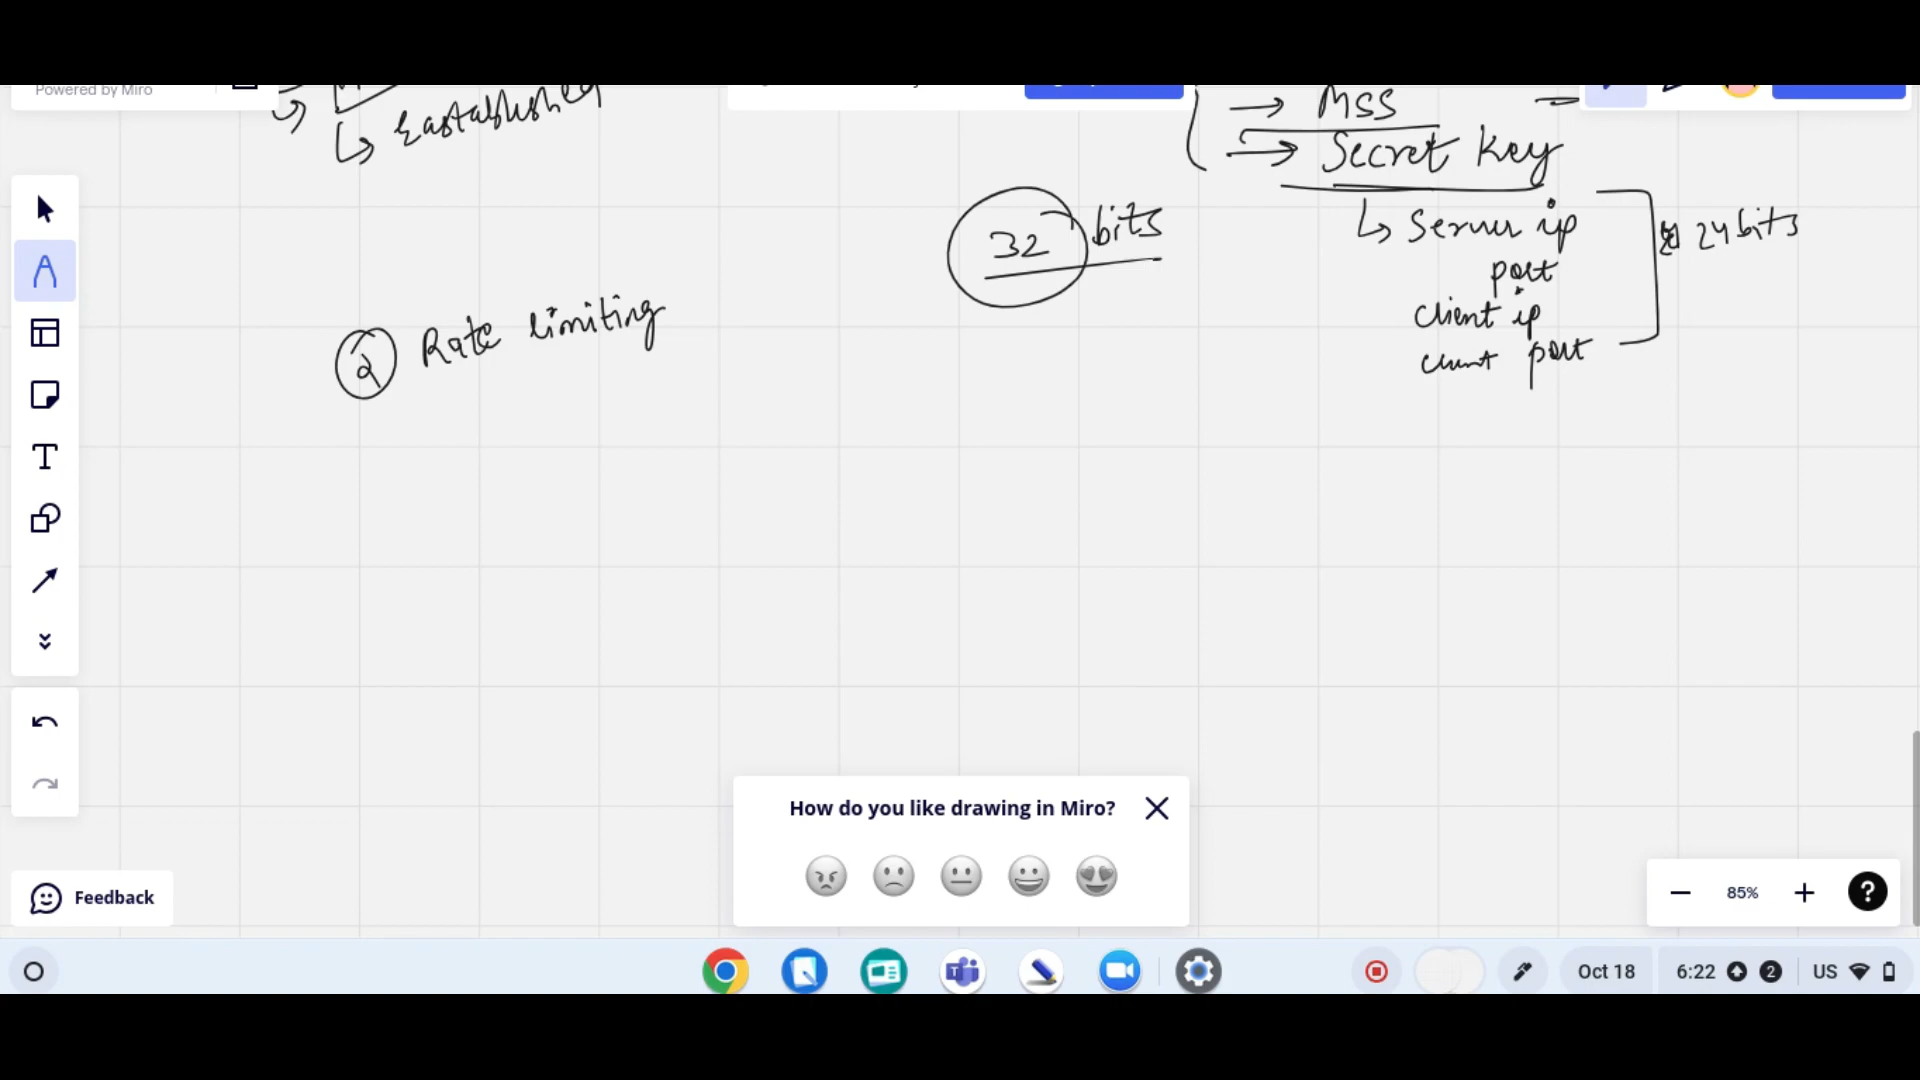 Powered by Miro
↳ Eastablished
→ MSS
→ Secret Key
32 bits
↳ Server ip
port
client ip
client port
24 bits
② Rate limiting
How do you like drawing in Miro?
Feedback
85%
Oct 18
6:22
2
US